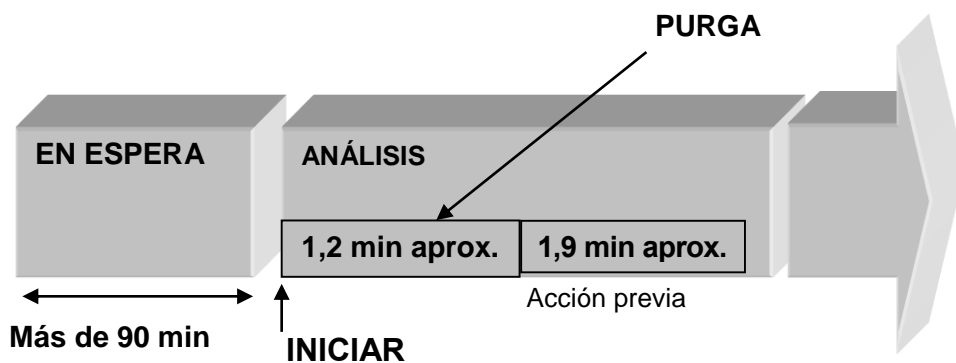 PURGA
EN ESPERA
ANÁLISIS
1,2 min aprox.
1,9 min aprox.
Acción previa
Más de 90 min
INICIAR